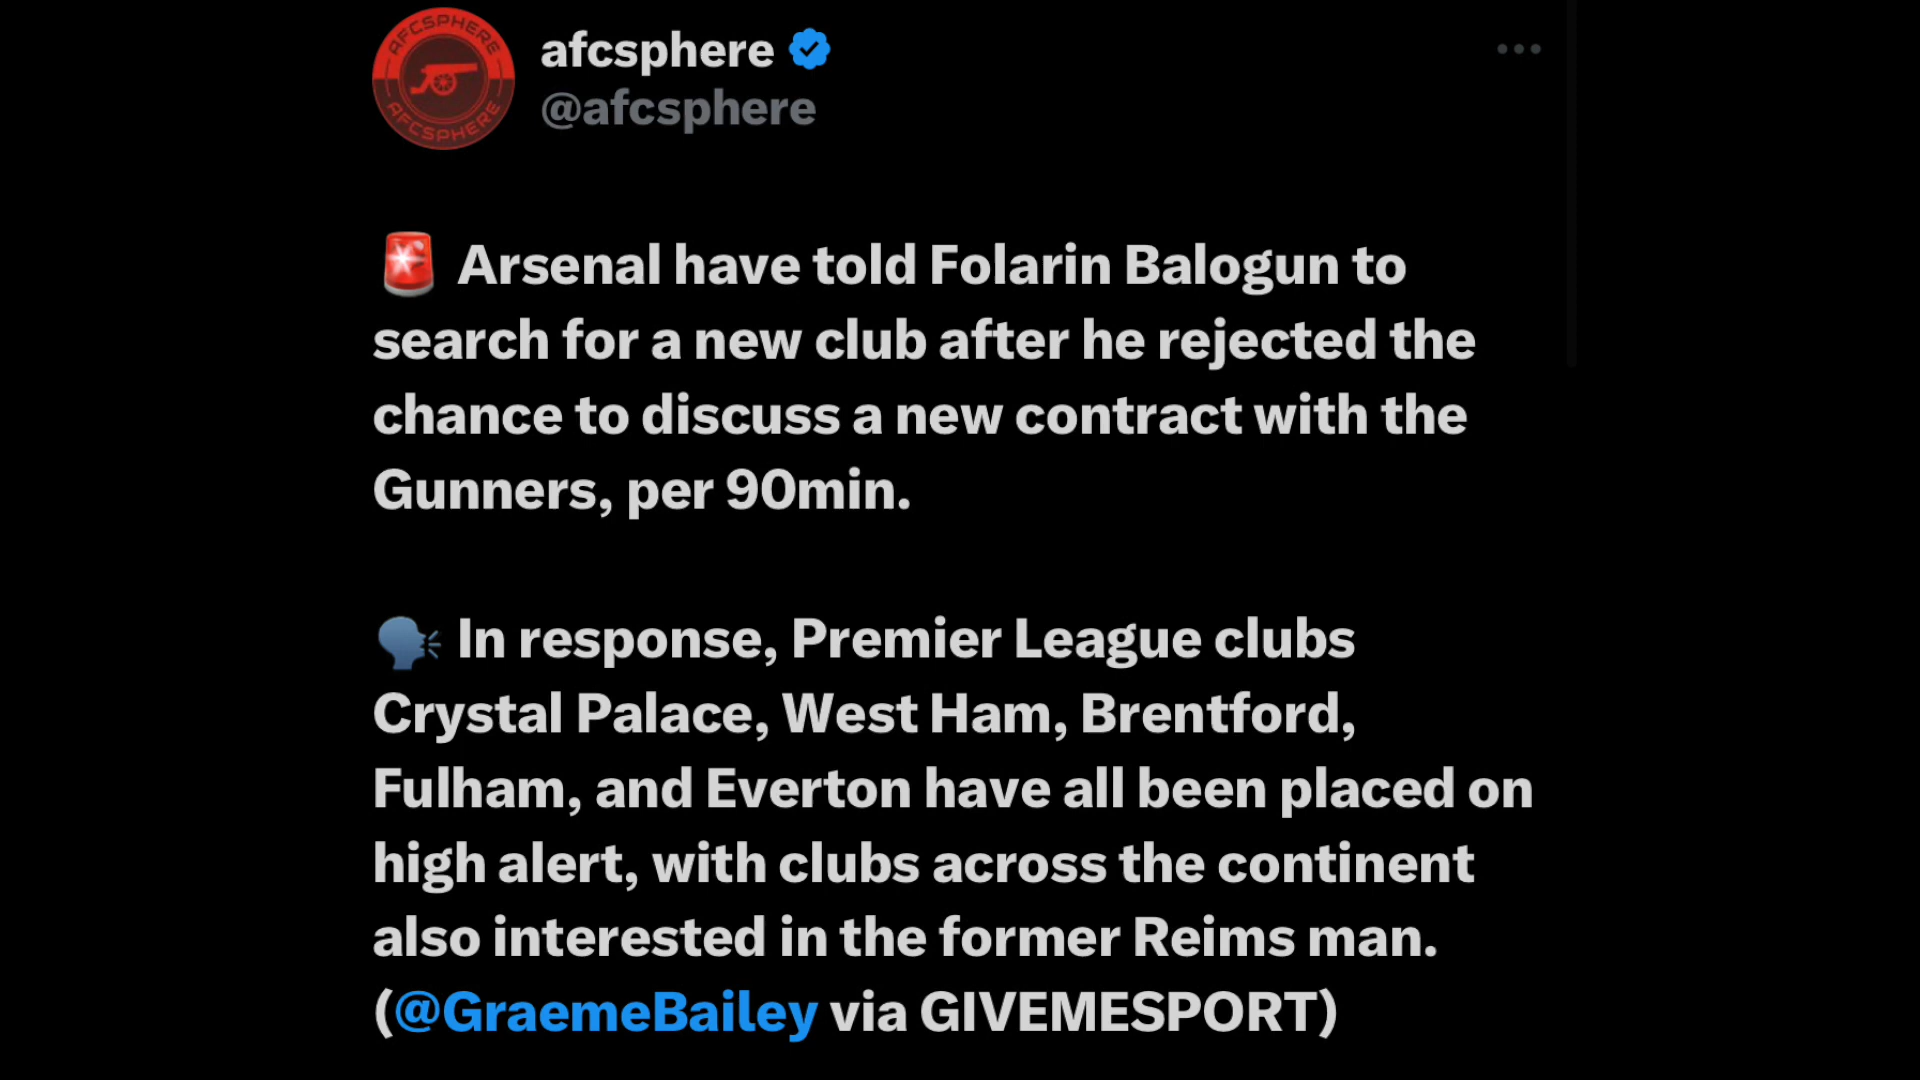 AFCSPHERE
AFCSPHERE
afcsphere
@afcsphere
🚨 Arsenal have told Folarin Balogun to
search for a new club after he rejected the
chance to discuss a new contract with the
Gunners, per 90min.
🗣️ In response, Premier League clubs
Crystal Palace, West Ham, Brentford,
Fulham, and Everton have all been placed on
high alert, with clubs across the continent
also interested in the former Reims man.
(@GraemeBailey via GIVEMESPORT)